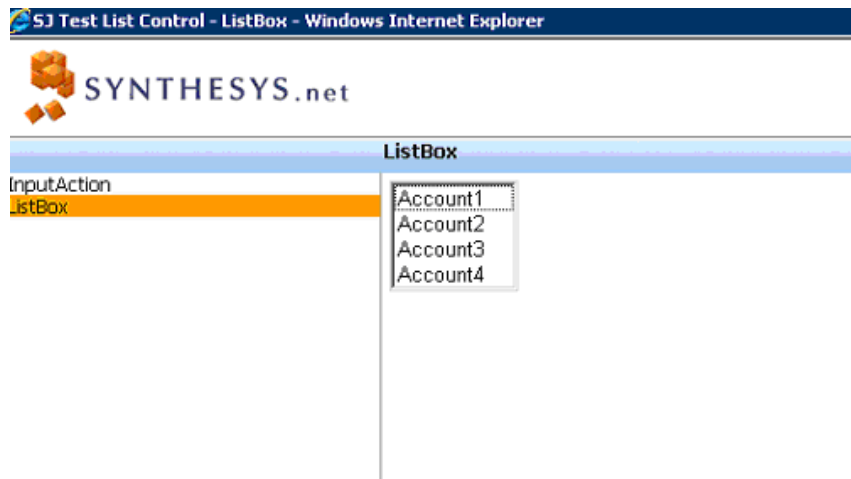 SJ Test List Control - ListBox - Windows Internet Explorer
SYNTHESYS.net
ListBox
InputAction
ListBox
Account1
Account2
Account3
Account4